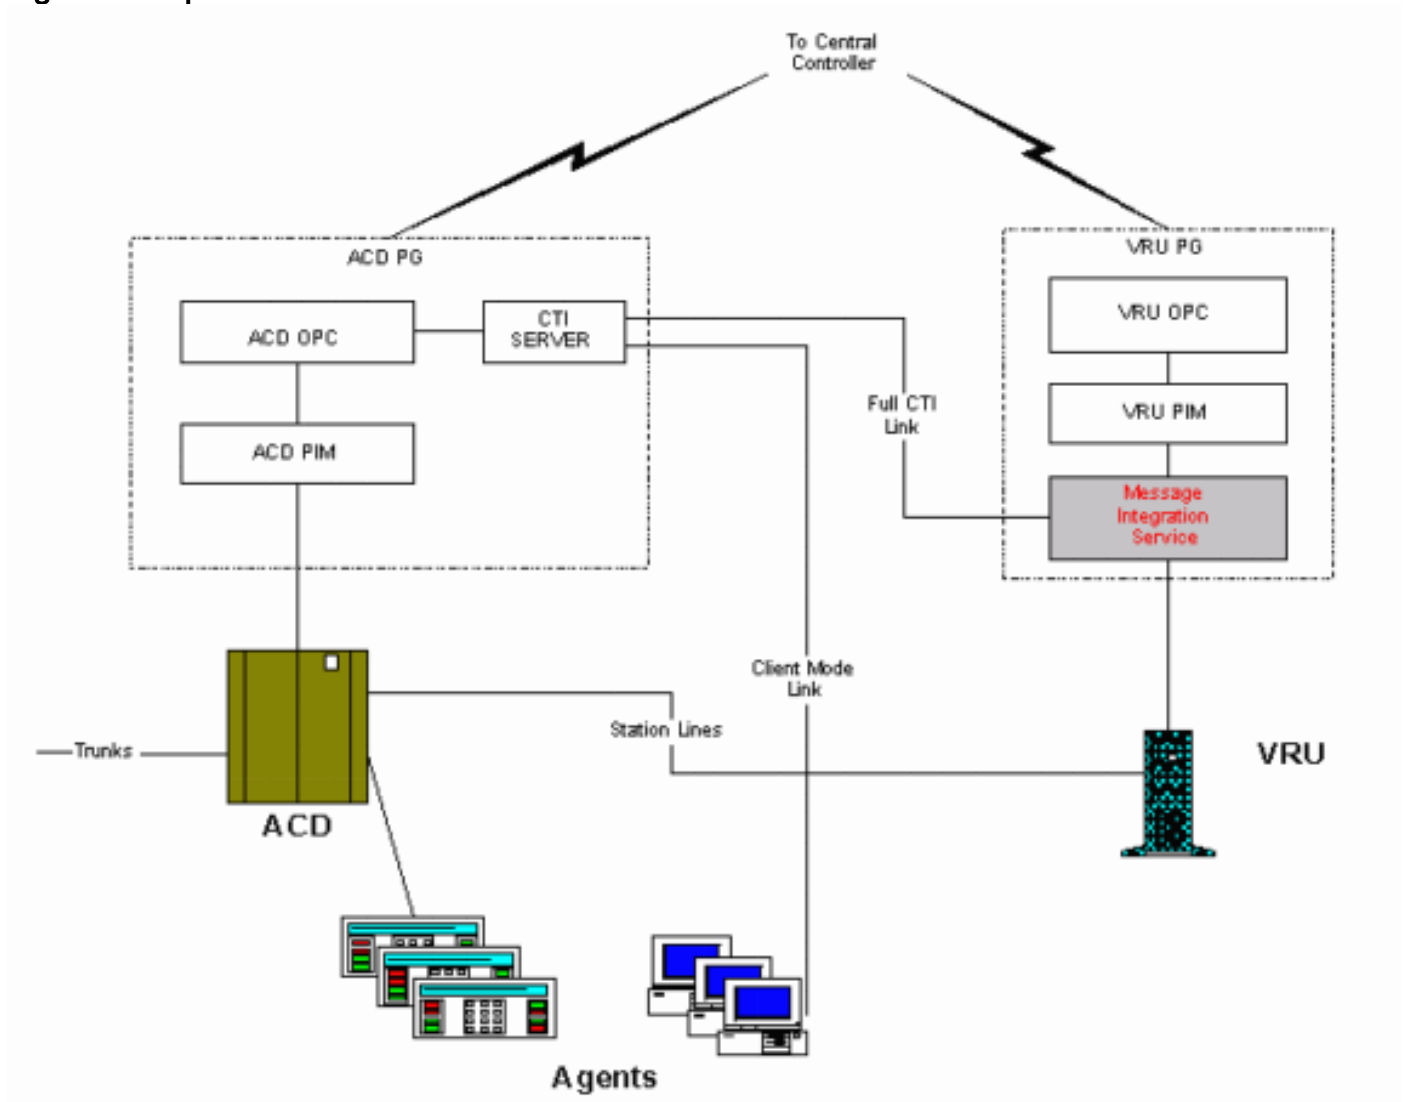 To Central
Controller
ACD PG
VRU PG
ACD OPC
CTI
SERVER
VRU OPC
Full CTI
Link
VRU PIM
ACD PIM
Message
Integration
Service
Client Mode
Link
Station Lines
Trunks
VRU
ACD
Agents